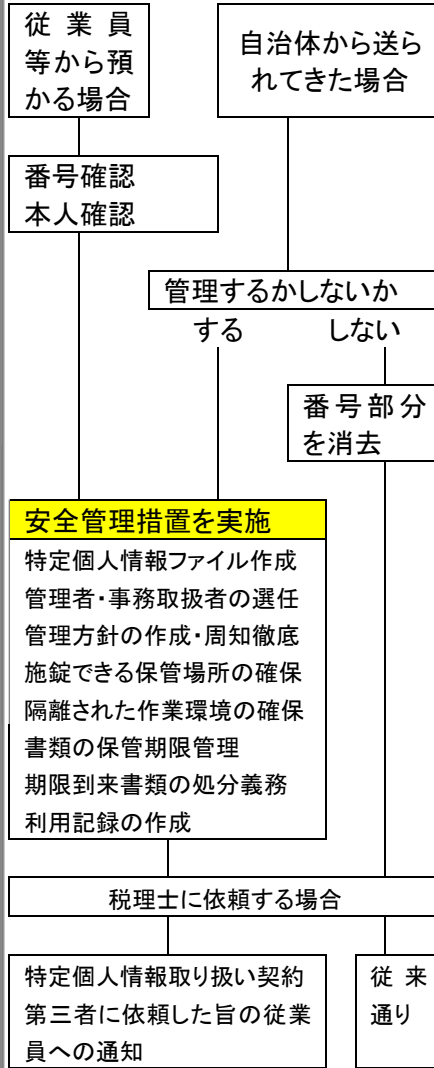 従業員
等から預
かる場合
自治体から送ら
れてきた場合
番号確認
本人確認
管理するかしないか
する
しない
番号部分
を消去
安全管理措置を実施
特定個人情報ファイル作成
管理者・事務取扱者の選任
管理方針の作成・周知徹底
施錠できる保管場所の確保
隔離された作業環境の確保
書類の保管期限管理
期限到来書類の処分義務
利用記録の作成
税理士に依頼する場合
特定個人情報取り扱い契約
第三者に依頼した旨の従業
員への通知
従来
通り